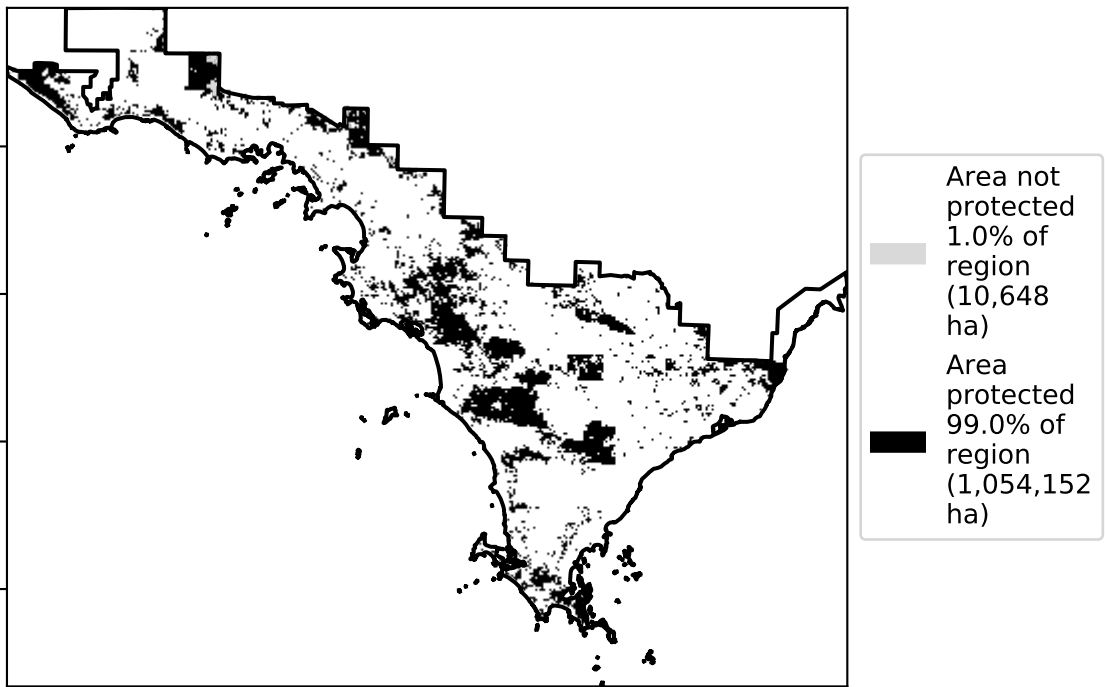 Area not
protected
1.0% of
region
(10,648
ha)
Area
protected
99.0% of
region
(1,054,152
ha)